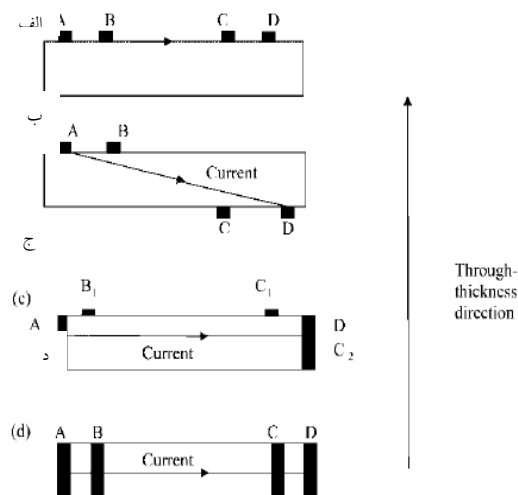 الف
A B C D
ب
A B
Current
C D
ج
(c)
B1 C1
A D
د Current C2
(d)
A B C D
Current
Through-
thickness
direction